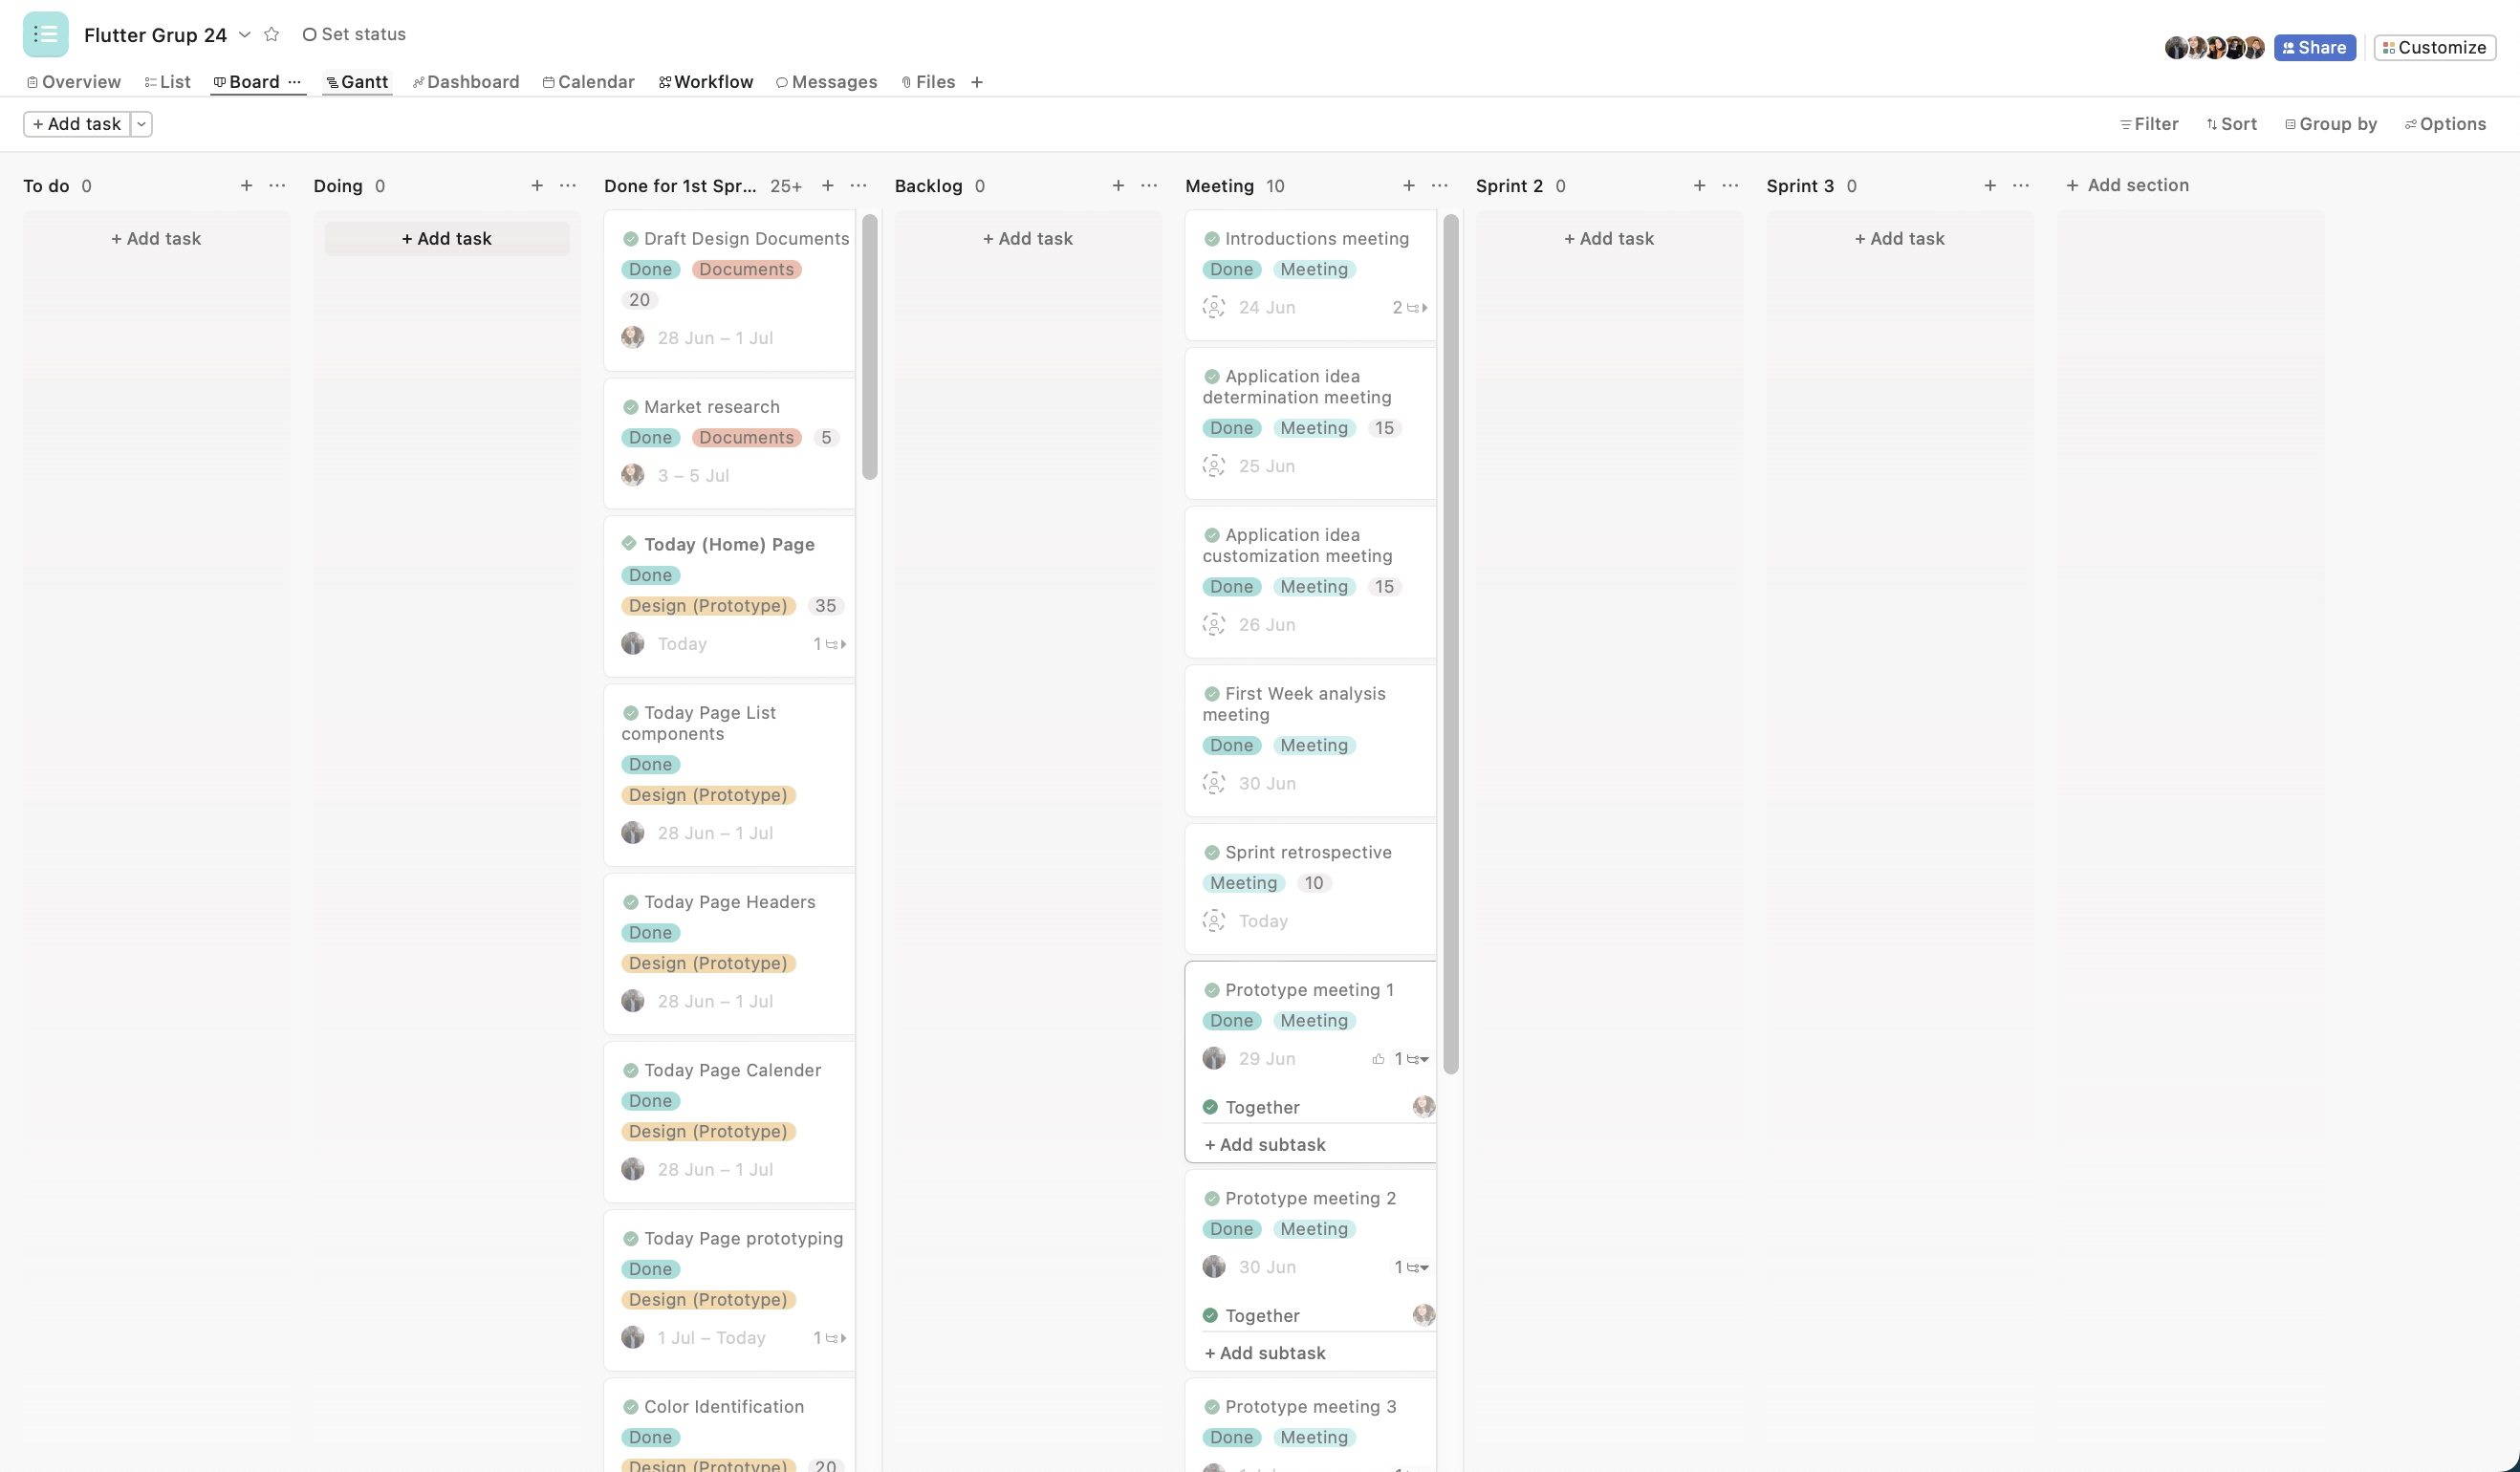 Flutter Grup 24
Set status
Share
Customize
Overview
List
Board
Gantt
Dashboard
Calendar
Workflow
Messages
Files
+ Add task
Filter
Sort
Group by
Options
To do 0
+ Add task
Doing 0
+ Add task
Done for 1st Spr... 25+
Draft Design Documents
Done Documents
20
28 Jun – 1 Jul
Market research
Done Documents 5
3 – 5 Jul
Today (Home) Page
Done
Design (Prototype) 35
Today 1
Today Page List
components
Done
Design (Prototype)
28 Jun – 1 Jul
Today Page Headers
Done
Design (Prototype)
28 Jun – 1 Jul
Today Page Calender
Done
Design (Prototype)
28 Jun – 1 Jul
Today Page prototyping
Done
Design (Prototype)
1 Jul – Today 1
Color Identification
Done
Design (Prototype) 20
Backlog 0
+ Add task
Meeting 10
Introductions meeting
Done Meeting
24 Jun 2
Application idea
determination meeting
Done Meeting 15
25 Jun
Application idea
customization meeting
Done Meeting 15
26 Jun
First Week analysis
meeting
Done Meeting
30 Jun
Sprint retrospective
Meeting 10
Today
Prototype meeting 1
Done Meeting
29 Jun 1
Together
+ Add subtask
Prototype meeting 2
Done Meeting
30 Jun 1
Together
+ Add subtask
Prototype meeting 3
Done Meeting
Sprint 2 0
+ Add task
Sprint 3 0
+ Add task
+ Add section